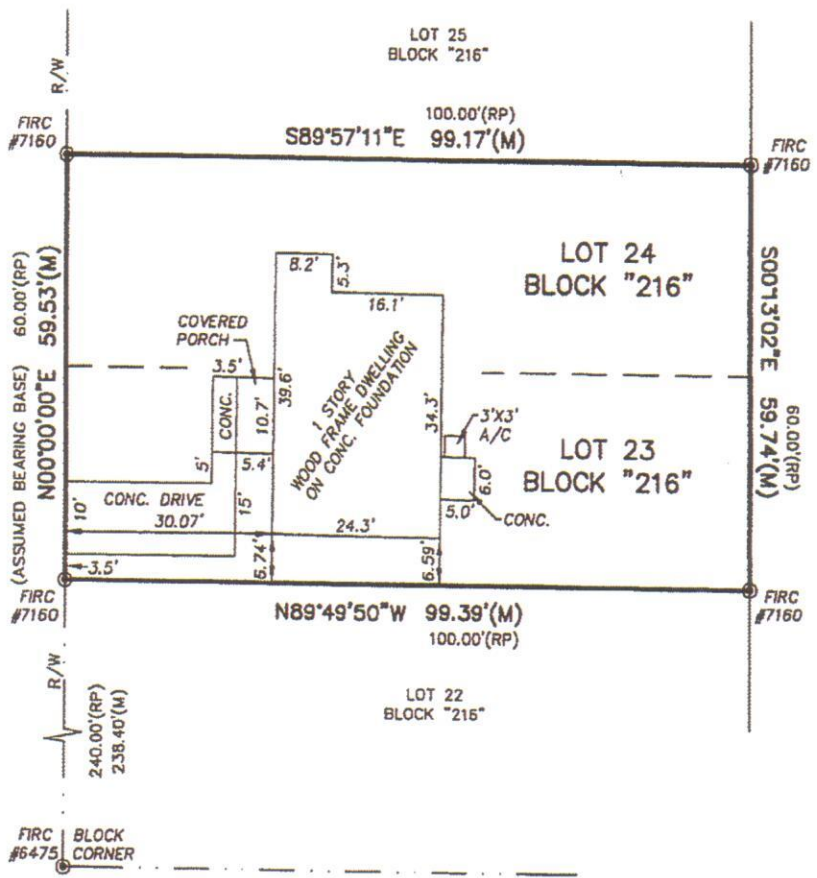 LOT 25
BLOCK "216"
R/W
FIRC
#7160
100.00'(RP)
S89°57'11"E 99.17'(M)
FIRC
#7160
60.00'(RP)
N00°00'00"E 59.53'(M)
(ASSUMED BEARING BASE)
LOT 24
BLOCK "216"
S00°13'02"E 59.74'(M)
60.00'(RP)
8.2'
5.3'
16.1'
COVERED
PORCH
3.5'
CONC.
10.7'
39.6'
1 STORY
WOOD FRAME DWELLING
ON CONC. FOUNDATION
34.3'
3'X3'
A/C
LOT 23
BLOCK "216"
5'
5.4'
6.0'
5.0'
CONC.
CONC. DRIVE
10'
30.07'
15'
24.3'
3.5'
6.74'
6.59'
FIRC
#7160
N89°49'50"W 99.39'(M)
100.00'(RP)
FIRC
#7160
R/W
240.00'(RP)
238.40'(M)
LOT 22
BLOCK "216"
FIRC
#6475
BLOCK
CORNER